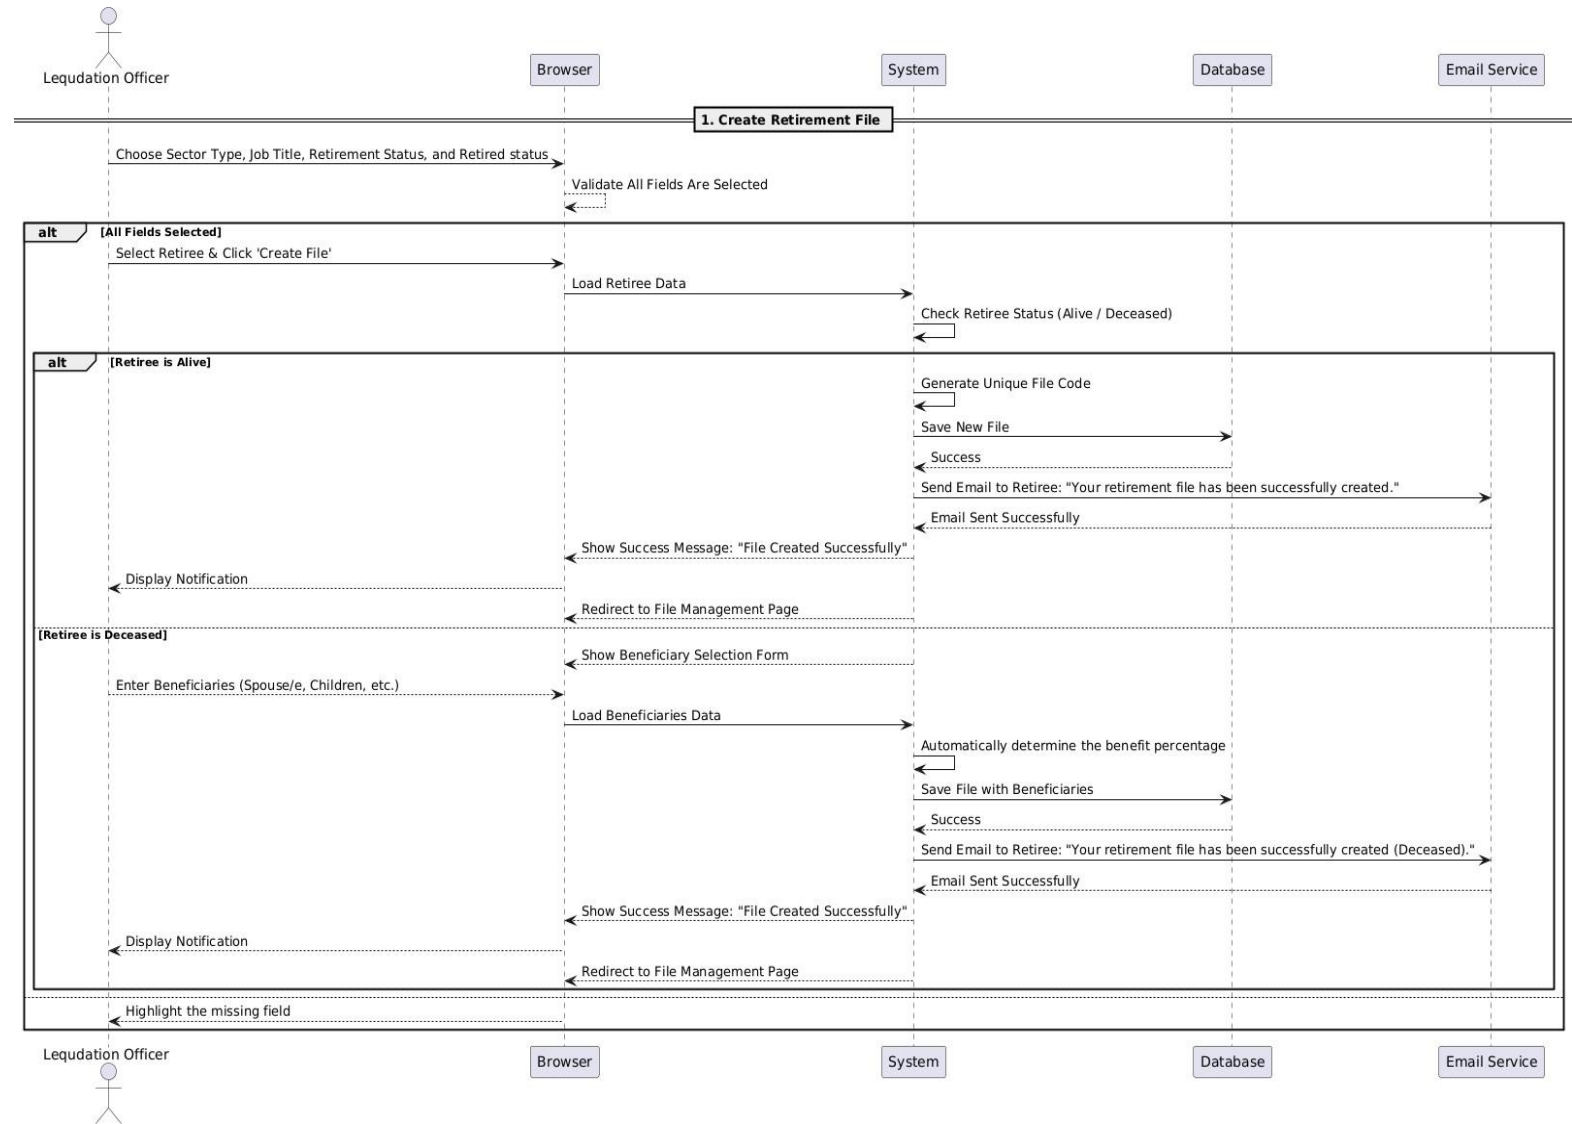 Lequdation Officer
Browser
System
Database
Email Service
1. Create Retirement File
Choose Sector Type, Job Title, Retirement Status, and Retired status
Validate All Fields Are Selected
alt [All Fields Selected]
Select Retiree & Click 'Create File'
Load Retiree Data
Check Retiree Status (Alive / Deceased)
alt [Retiree is Alive]
Generate Unique File Code
Save New File
Success
Send Email to Retiree: "Your retirement file has been successfully created."
Email Sent Successfully
Show Success Message: "File Created Successfully"
Display Notification
Redirect to File Management Page
[Retiree is Deceased]
Show Beneficiary Selection Form
Enter Beneficiaries (Spouse/e, Children, etc.)
Load Beneficiaries Data
Automatically determine the benefit percentage
Save File with Beneficiaries
Success
Send Email to Retiree: "Your retirement file has been successfully created (Deceased)."
Email Sent Successfully
Show Success Message: "File Created Successfully"
Display Notification
Redirect to File Management Page
Highlight the missing field
Lequdation Officer
Browser
System
Database
Email Service